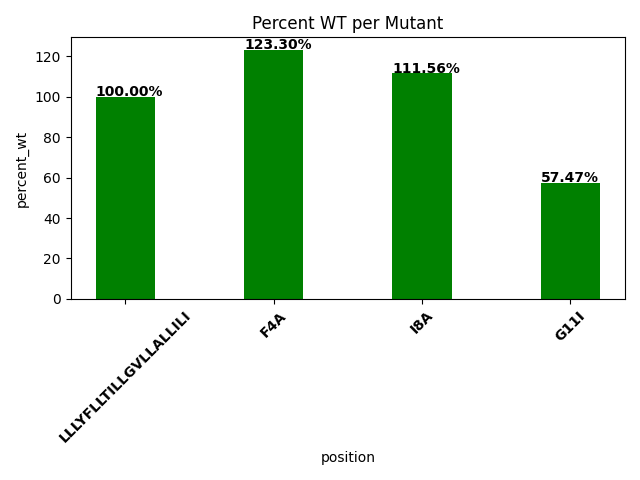 Percent WT per Mutant
123.30%
111.56%
100.00%
57.47%
120
100
80
60
40
20
0
percent_wt
LLLYFLLTILLGVLLALLILI
F4A
I8A
G11I
position